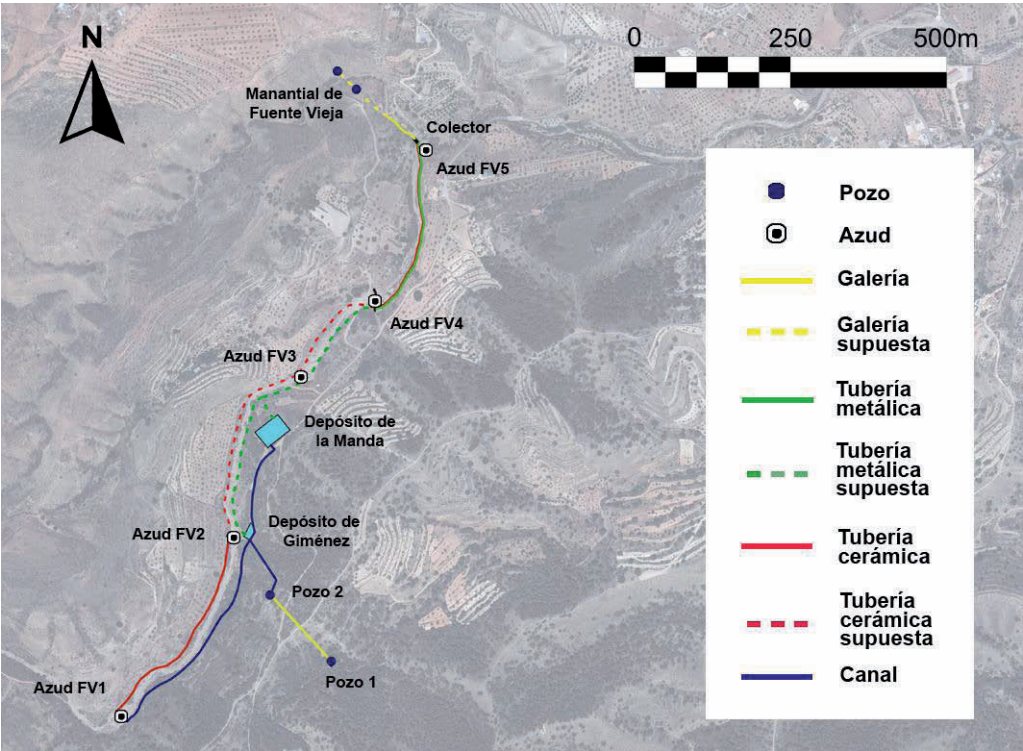 N
0 250 500m
Manantial de
Fuente Vieja
Colector
Azud FV5
Azud FV4
Azud FV3
Depósito de
la Manda
Azud FV2
Depósito de
Giménez
Pozo 2
Pozo 1
Azud FV1
Pozo
Azud
Galería
Galería
supuesta
Tubería
metálica
Tubería
metálica
supuesta
Tubería
cerámica
Tubería
cerámica
supuesta
Canal